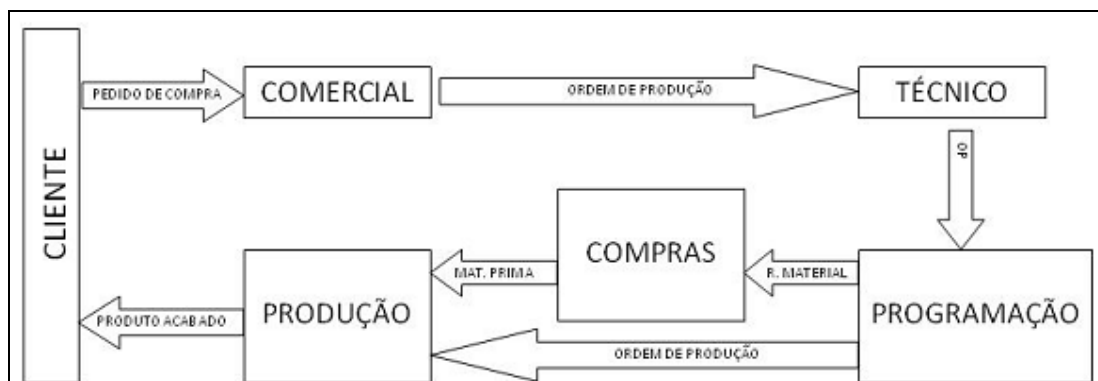 CLIENTE
PEDIDO DE COMPRA
COMERCIAL
ORDEM DE PRODUÇÃO
TÉCNICO
OP
PROGRAMAÇÃO
R. MATERIAL
COMPRAS
MAT. PRIMA
ORDEM DE PRODUÇÃO
PRODUÇÃO
PRODUTO ACABADO